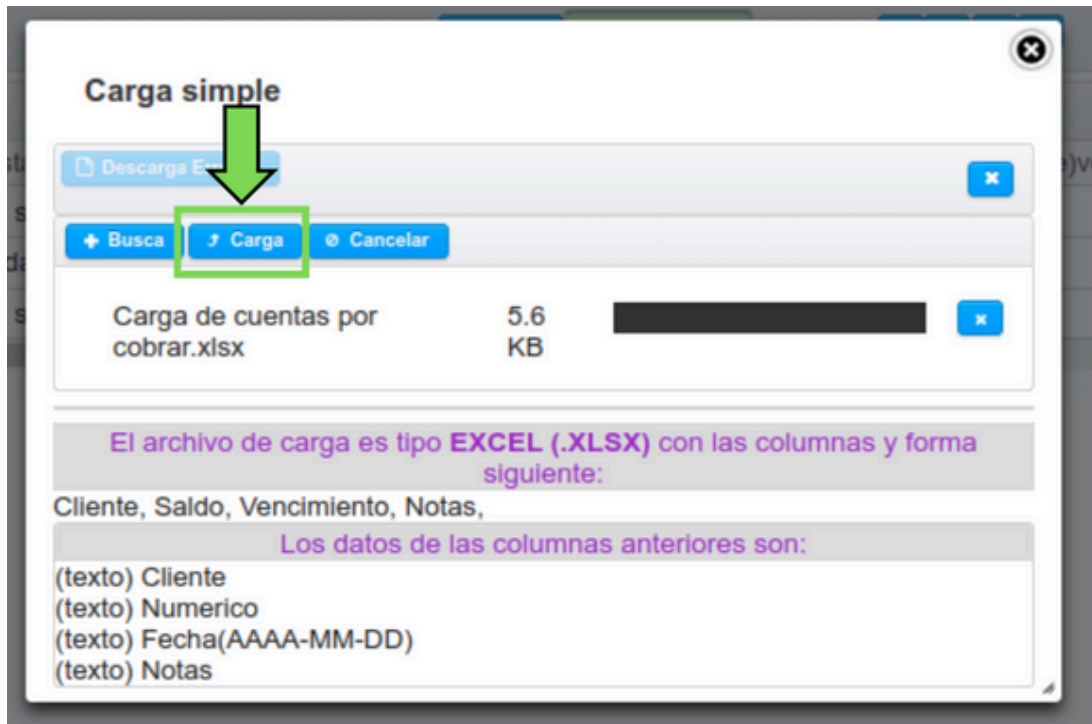 Carga simple
Descarga
Busca Carga Cancelar
Carga de cuentas por
cobrar.xlsx
5.6
KB
El archivo de carga es tipo EXCEL (.XLSX) con las columnas y forma
siguiente:
Cliente, Saldo, Vencimiento, Notas,
Los datos de las columnas anteriores son:
(texto) Cliente
(texto) Numerico
(texto) Fecha(AAAA-MM-DD)
(texto) Notas